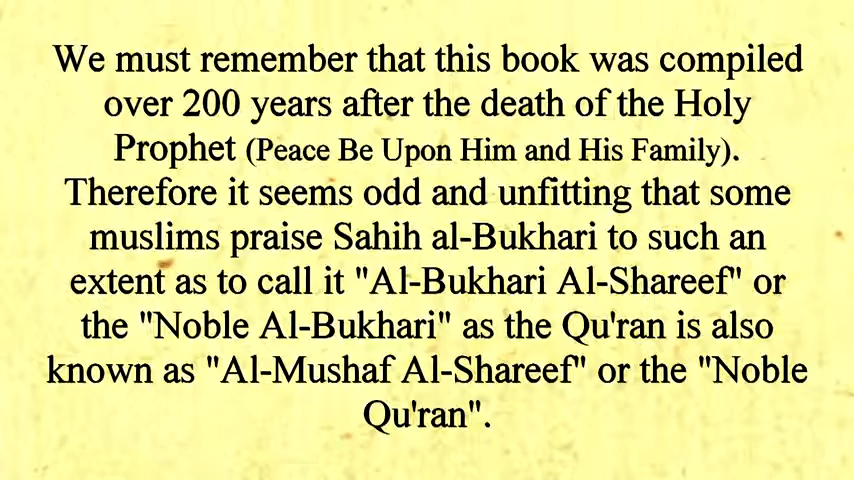 We must remember that this book was compiled
over 200 years after the death of the Holy
Prophet (Peace Be Upon Him and His Family).
Therefore it seems odd and unfitting that some
muslims praise Sahih al-Bukhari to such an
extent as to call it "Al-Bukhari Al-Shareef" or
the "Noble Al-Bukhari" as the Qu'ran is also
known as "Al-Mushaf Al-Shareef" or the "Noble
Qu'ran".